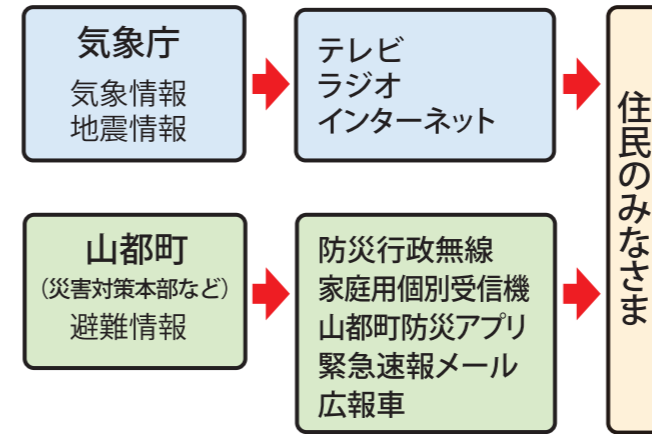 気象庁
気象情報
地震情報
テレビ
ラジオ
インターネット
山都町
（災害対策本部など）
避難情報
防災行政無線
家庭用個別受信機
山都町防災アプリ
緊急速報メール
広報車
住民のみなさま